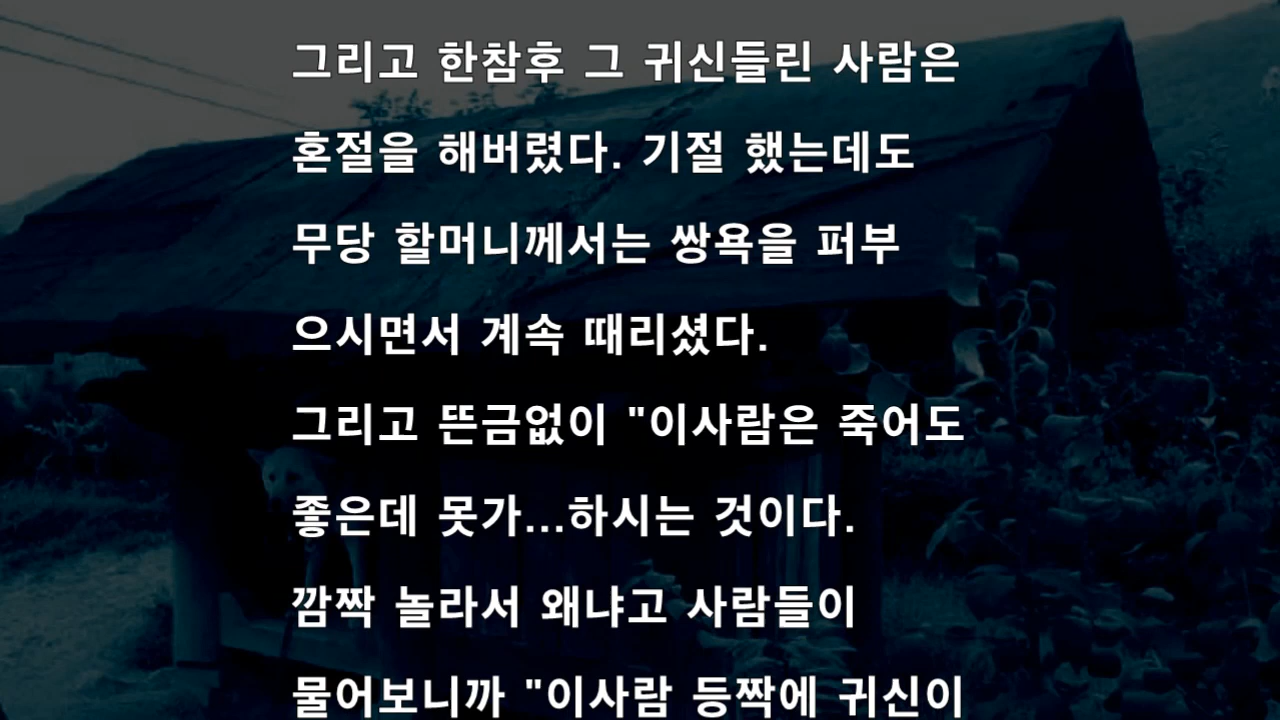 그리고 한참후 그 귀신들린 사람은
혼절을 해버렸다. 기절 했는데도
무당 할머니께서는 쌍욕을 퍼부
으시면서 계속 때리셨다.
그리고 뜬금없이 "이사람은 죽어도
좋은데 못가...하시는 것이다.
깜짝 놀라서 왜냐고 사람들이
물어보니까 "이사람 등짝에 귀신이